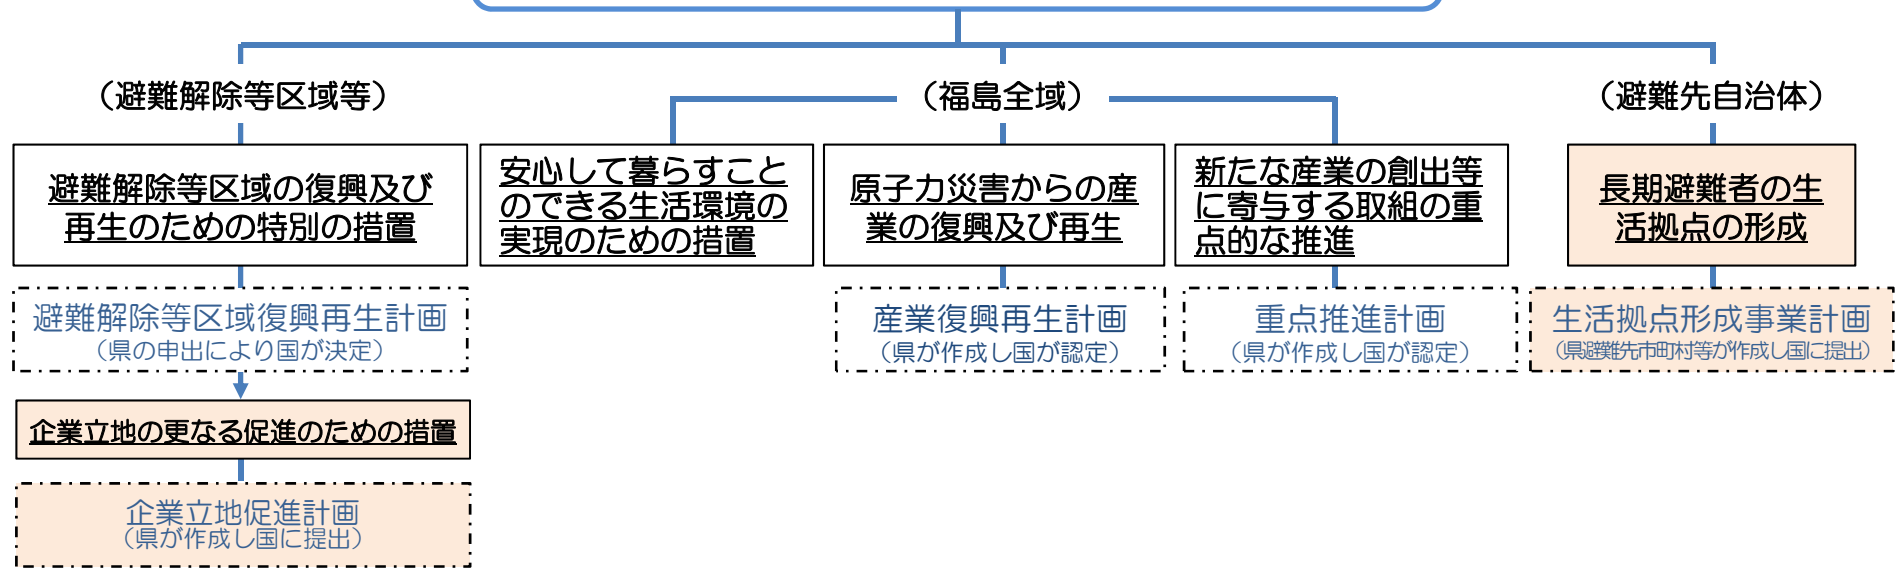 （避難解除等区域等）
（福島全域）
（避難先自治体）
避難解除等区域の復興及び
再生のための特別の措置
安心して暮らすこと
のできる生活環境の
実現のための措置
原子力災害からの産
業の復興及び再生
新たな産業の創出等
に寄与する取組の重
点的な推進
長期避難者の生
活拠点の形成
避難解除等区域復興再生計画
（県の申出により国が決定）
産業復興再生計画
（県が作成し国が認定）
重点推進計画
（県が作成し国が認定）
生活拠点形成事業計画
（県避難先市町村等が作成し国に提出）
企業立地の更なる促進のための措置
企業立地促進計画
（県が作成し国に提出）